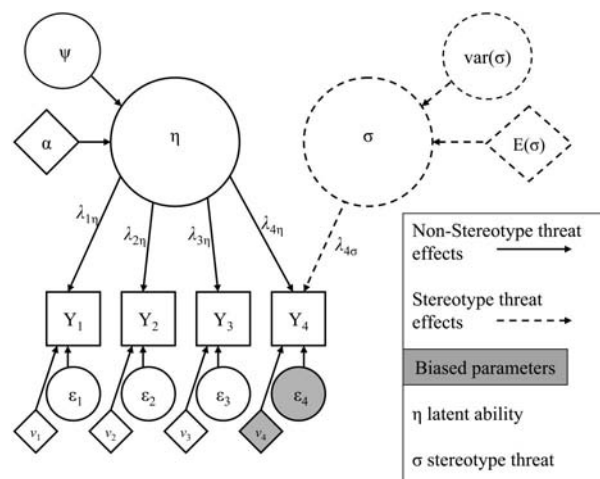 ψ
var(σ)
α
η
σ
E(σ)
λ1η
λ2η
λ3η
λ4η
λ4σ
Y1
Y2
Y3
Y4
ε1
ε2
ε3
ε4
ν1
ν2
ν3
ν4
Non-Stereotype threat
effects
Stereotype threat
effects
Biased parameters
η latent ability
σ stereotype threat